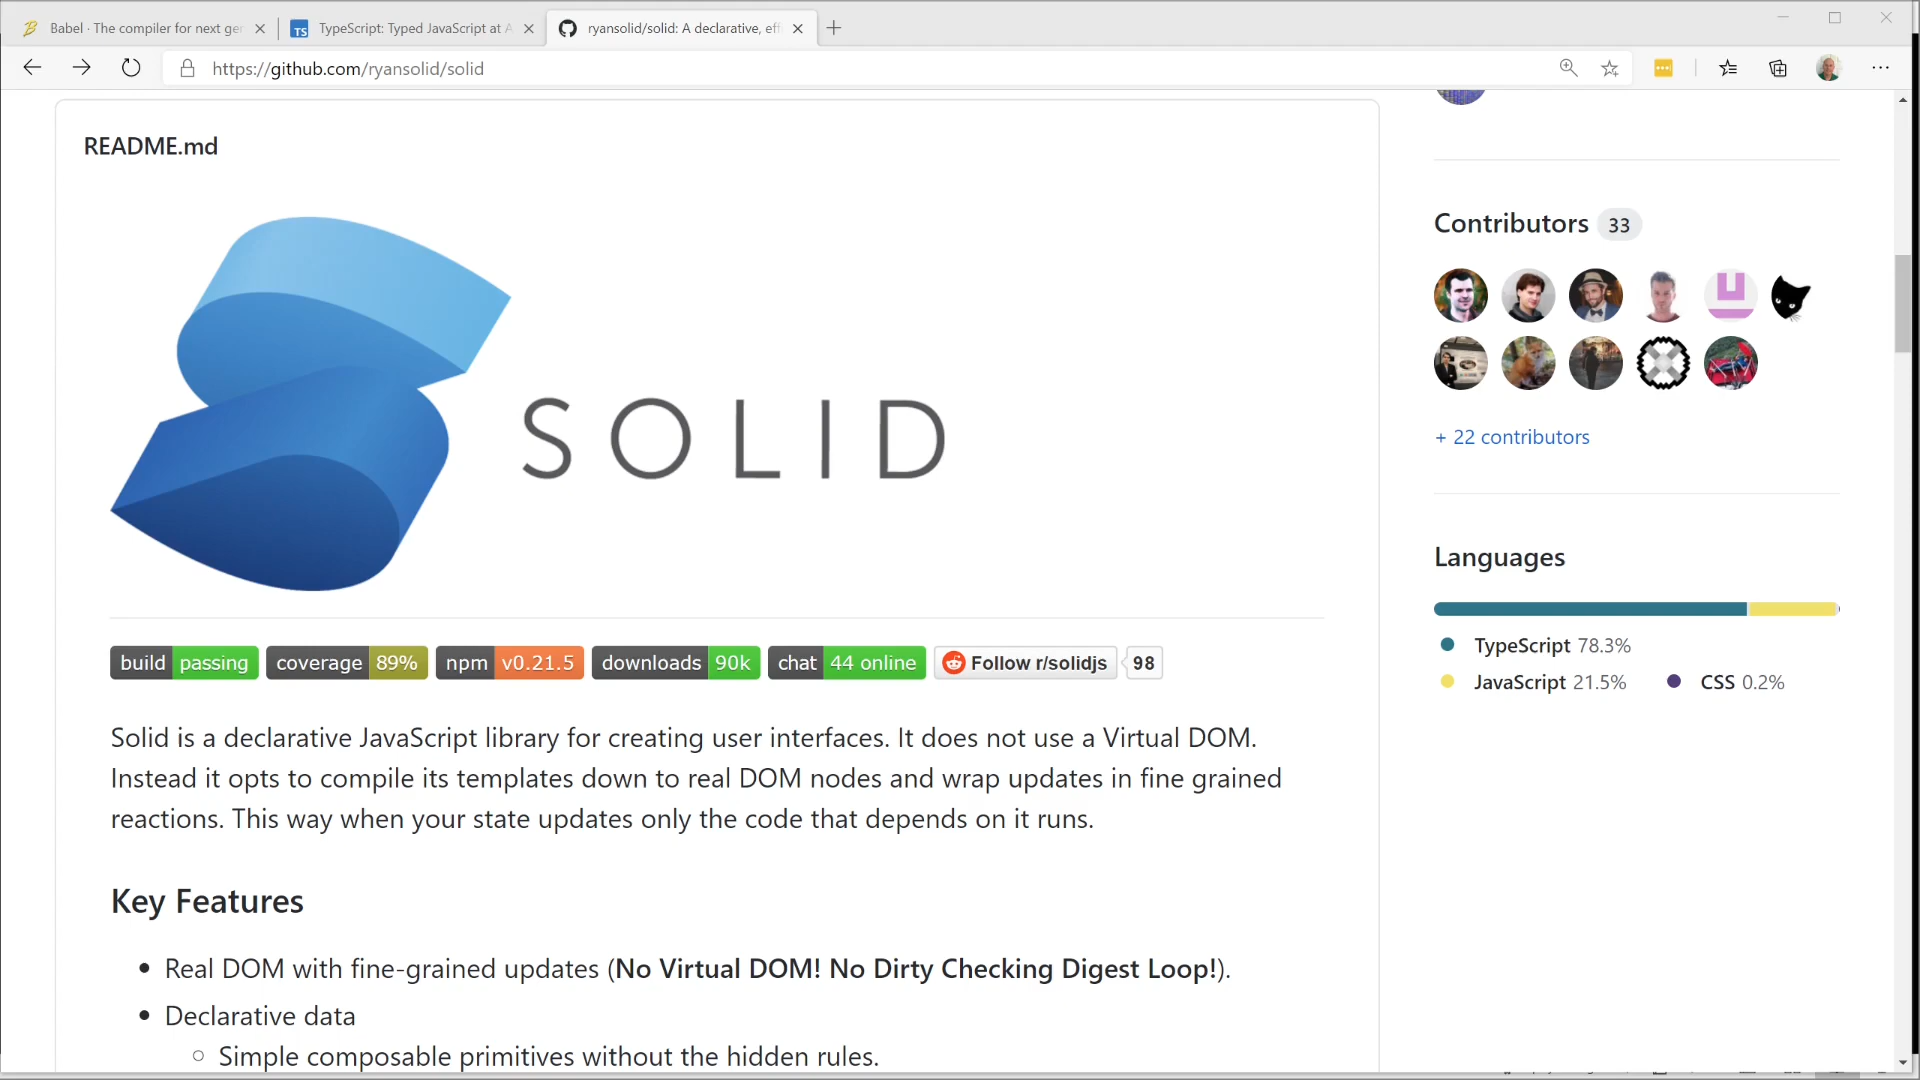 Babel · The compiler for next ger
TypeScript: Typed JavaScript at A
ryansolid/solid: A declarative, eff
https://github.com/ryansolid/solid
README.md
SOLID
build passing
coverage 89%
npm v0.21.5
downloads 90k
chat 44 online
Follow r/solidjs 98
Solid is a declarative JavaScript library for creating user interfaces. It does not use a Virtual DOM.
Instead it opts to compile its templates down to real DOM nodes and wrap updates in fine grained
reactions. This way when your state updates only the code that depends on it runs.
Key Features
• Real DOM with fine-grained updates (No Virtual DOM! No Dirty Checking Digest Loop!).
• Declarative data
○ Simple composable primitives without the hidden rules.
Contributors 33
+ 22 contributors
Languages
TypeScript 78.3%
JavaScript 21.5%
CSS 0.2%